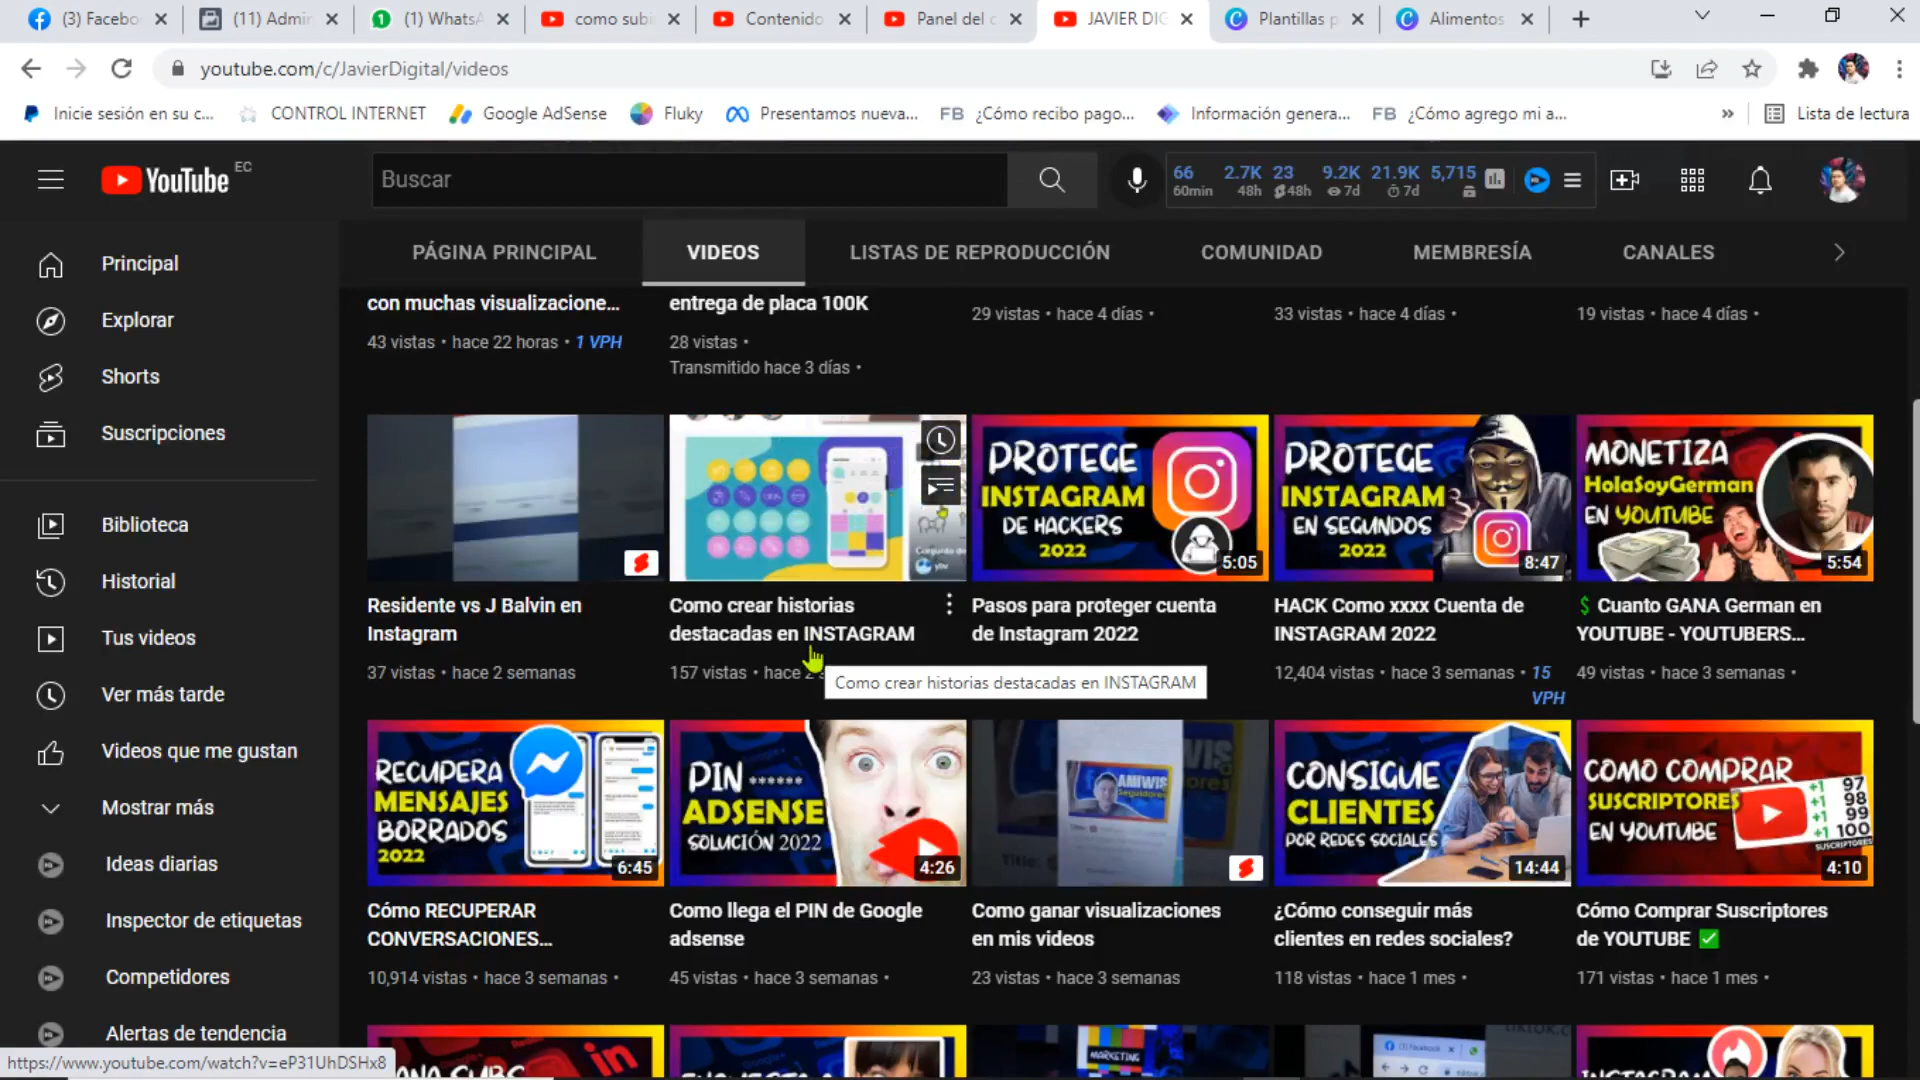 (3) Facebo
(11) Admin
(1) WhatsA
como subi
Contenido
Panel del c
JAVIER DIG
Plantillas p
Alimentos
youtube.com/c/JavierDigital/videos
Inicie sesión en su c...
CONTROL INTERNET
Google AdSense
Fluky
Presentamos nueva...
FB ¿Cómo recibo pago...
Información genera...
FB ¿Cómo agrego mi a...
»
Lista de lectura
YouTube EC
Buscar
66 2.7K 23 9.2K 21.9K 5,715
60min 48h 48h 7d 7d
Principal
Explorar
Shorts
Suscripciones
Biblioteca
Historial
Tus videos
Ver más tarde
Videos que me gustan
Mostrar más
Ideas diarias
Inspector de etiquetas
Competidores
Alertas de tendencia
https://www.youtube.com/watch?v=eP31UhDSHx8
PÁGINA PRINCIPAL
VIDEOS
LISTAS DE REPRODUCCIÓN
COMUNIDAD
MEMBRESÍA
CANALES
con muchas visualizacione...
43 vistas • hace 22 horas • 1 VPH
entrega de placa 100K
28 vistas •
Transmitido hace 3 días •
29 vistas • hace 4 días •
33 vistas • hace 4 días •
19 vistas • hace 4 días •
Residente vs J Balvin en
Instagram
37 vistas • hace 2 semanas
Como crear historias
destacadas en INSTAGRAM
157 vistas • hace 2 s
Como crear historias destacadas en INSTAGRAM
PROTEGE
INSTAGRAM
DE HACKERS
2022
5:05
Pasos para proteger cuenta
de Instagram 2022
PROTEGE
INSTAGRAM
EN SEGUNDOS
2022
8:47
HACK Como xxxx Cuenta de
INSTAGRAM 2022
12,404 vistas • hace 3 semanas • 15
VPH
MONETIZA
HolaSoyGerman
EN YOUTUBE
5:54
$ Cuanto GANA German en
YOUTUBE - YOUTUBERS...
49 vistas • hace 3 semanas •
RECUPERA
MENSAJES
BORRADOS
2022
6:45
Cómo RECUPERAR
CONVERSACIONES...
10,914 vistas • hace 3 semanas •
PIN ******
ADSENSE
SOLUCIÓN 2022
4:26
Como llega el PIN de Google
adsense
45 vistas • hace 3 semanas •
AMIWIS
Seguidores
Como ganar visualizaciones
en mis videos
23 vistas • hace 3 semanas
CONSIGUE
CLIENTES
POR REDES SOCIALES
14:44
¿Cómo conseguir más
clientes en redes sociales?
118 vistas • hace 1 mes •
COMO COMPRAR
SUSCRIPTORES
EN YOUTUBE
+1 97
+1 98
+1 99
+1 100
SUSCRIPTORES
4:10
Cómo Comprar Suscriptores
de YOUTUBE ✅
171 vistas • hace 1 mes •
in
MARKETING
(1) Facebook